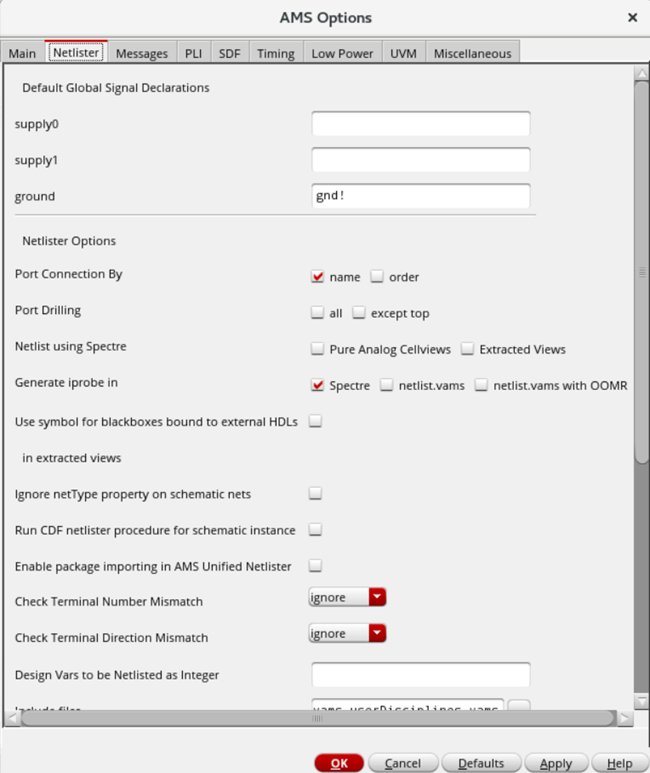 AMS Options
Main Netlister Messages PLI SDF Timing Low Power UVM Miscellaneous
Default Global Signal Declarations
supply0
supply1
ground gnd!
Netlister Options
Port Connection By name order
Port Drilling all except top
Netlist using Spectre Pure Analog Cellviews Extracted Views
Generate iprobe in Spectre netlist.vams netlist.vams with OOMR
Use symbol for blackboxes bound to external HDLs
in extracted views
Ignore netType property on schematic nets
Run CDF netlister procedure for schematic instance
Enable package importing in AMS Unified Netlister
Check Terminal Number Mismatch ignore
Check Terminal Direction Mismatch ignore
Design Vars to be Netlisted as Integer
Include files vams userDisciplines.vams
OK Cancel Defaults Apply Help